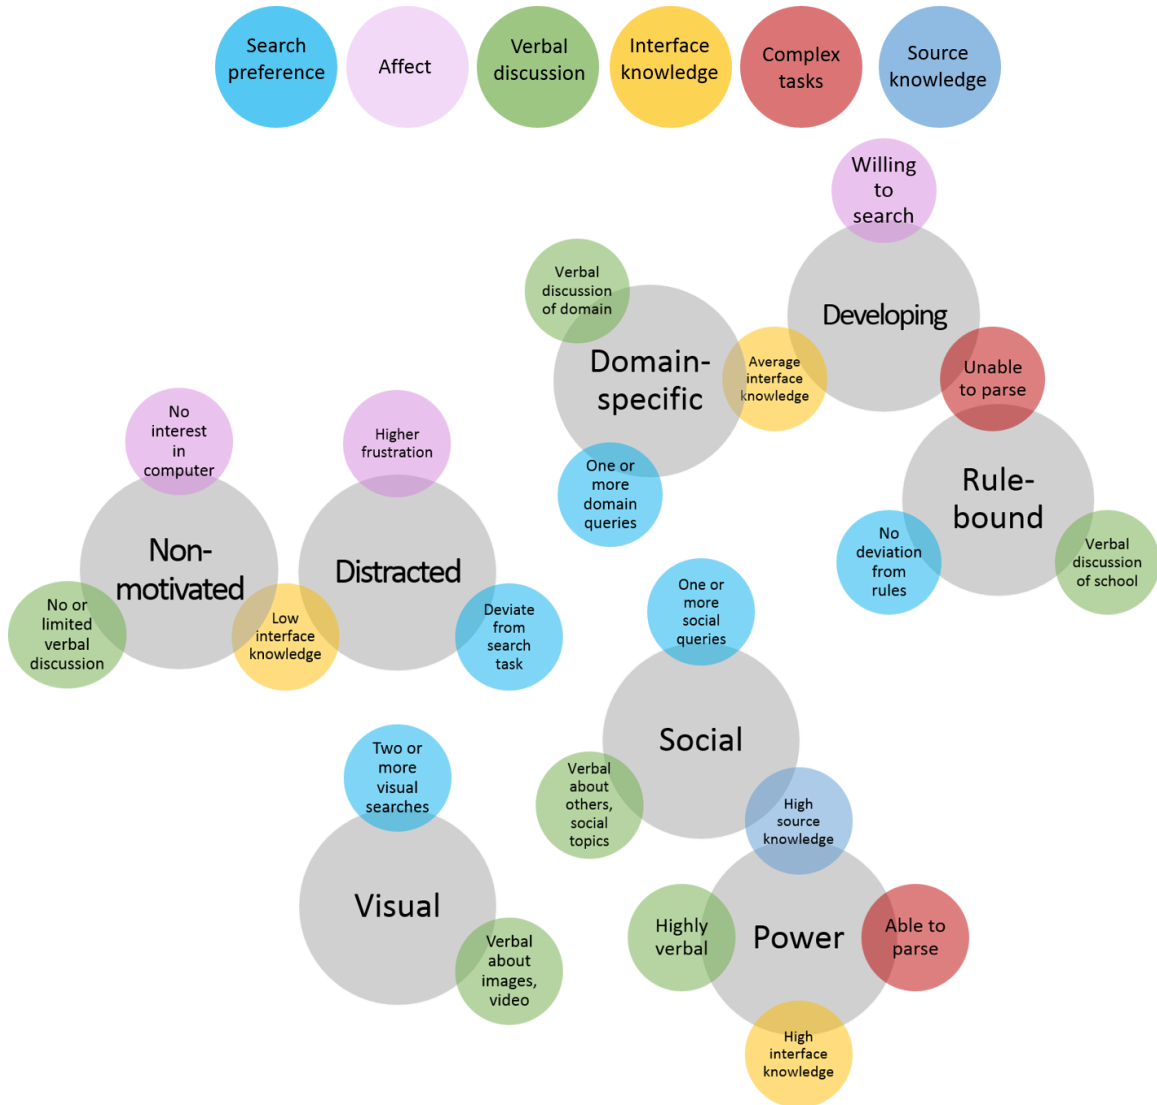 Search
preference
Affect
Verbal
discussion
Interface
knowledge
Complex
tasks
Source
knowledge
Willing
to
search
Developing
Verbal
discussion
of domain
Domain-
specific
Average
interface
knowledge
Unable
to parse
One or
more
domain
queries
Rule-
bound
No
deviation
from
rules
Verbal
discussion
of school
No
interest
in
computer
Non-
motivated
No or
limited
verbal
discussion
Low
interface
knowledge
Higher
frustration
Distracted
Deviate
from
search
task
One or
more
social
queries
Social
Verbal
about
others,
social
topics
High
source
knowledge
Two or
more
visual
searches
Visual
Verbal
about
images,
video
Highly
verbal
Power
Able to
parse
High
interface
knowledge